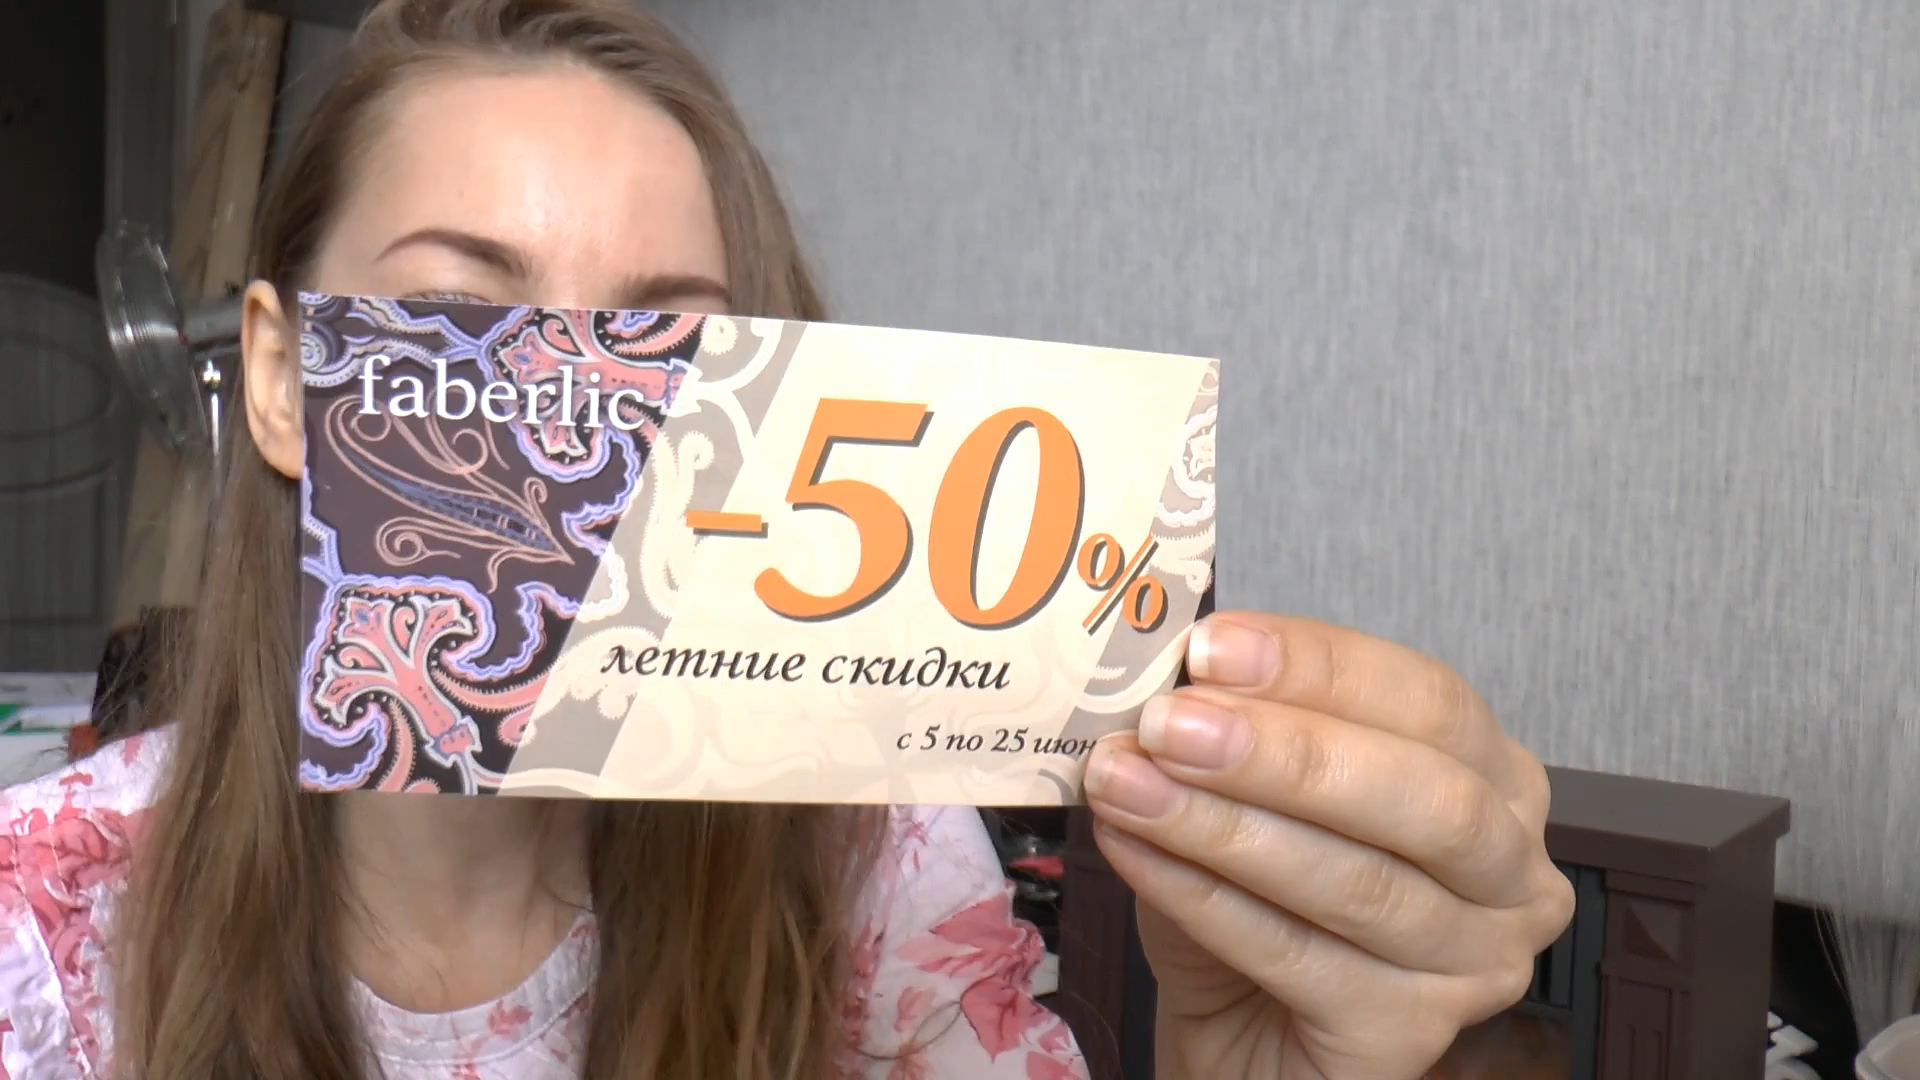 faberlic
-50%
летние скидки
с 5 по 25 июн